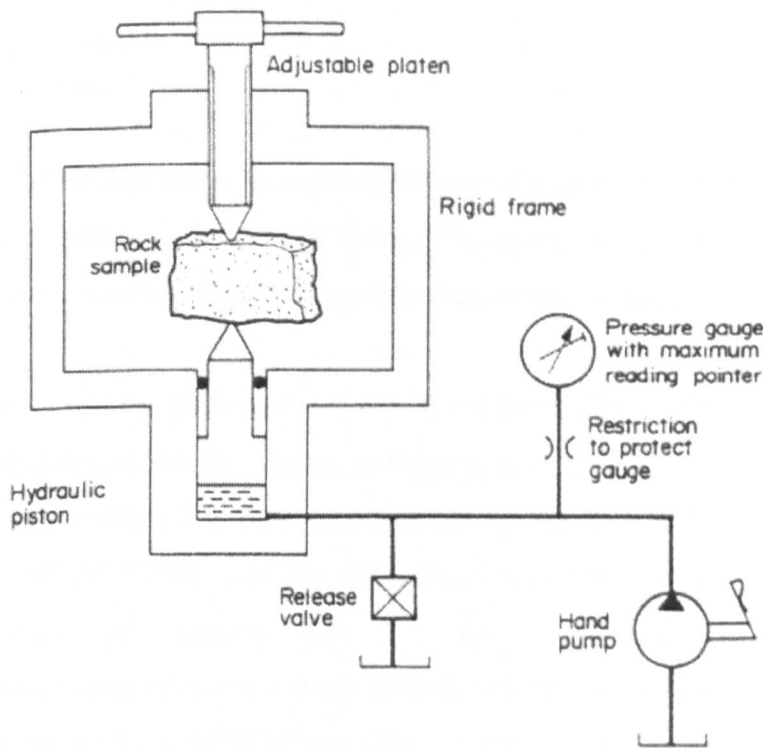 Adjustable platen
Rigid frame
Rock
sample
Pressure gauge
with maximum
reading pointer
Restriction
to protect
gauge
Hydraulic
piston
Release
valve
Hand
pump